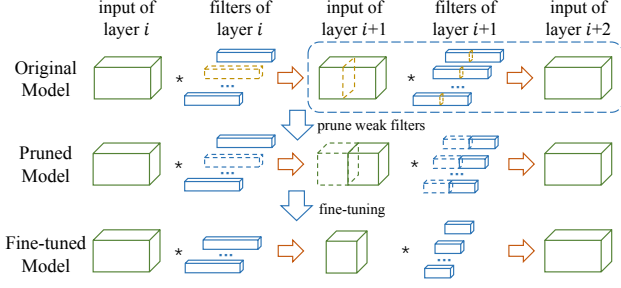 input of
layer i
filters of
layer i
input of
layer i+1
filters of
layer i+1
input of
layer i+2
Original
Model
*
...
*
...
prune weak filters
Pruned
Model
*
...
*
...
fine-tuning
Fine-tuned
Model
*
...
*
...